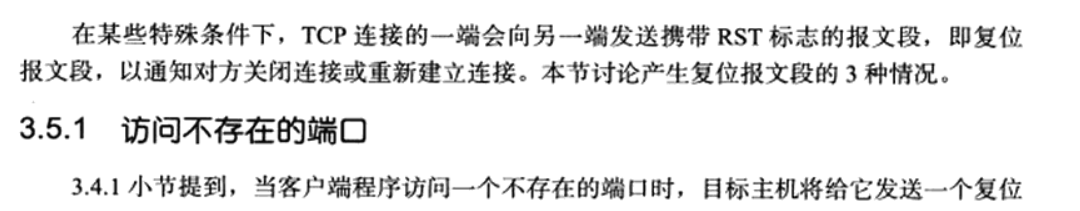 在某些特殊条件下，TCP 连接的一端会向另一端发送携带 RST 标志的报文段，即复位
报文段，以通知对方关闭连接或重新建立连接。本节讨论产生复位报文段的 3 种情况。
3.5.1 访问不存在的端口
3.4.1 小节提到，当客户端程序访问一个不存在的端口时，目标主机将给它发送一个复位